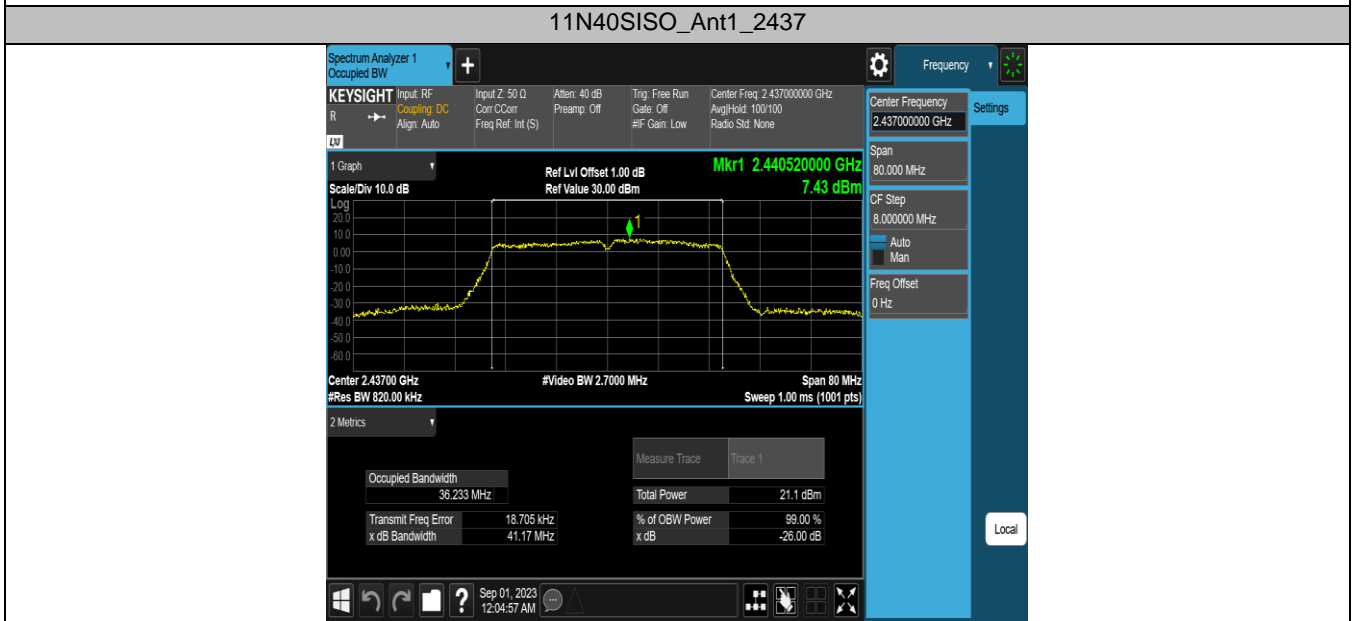 11N40SISO_Ant1_2437
Spectrum Analyzer 1
Occupied BW
+
Frequency
KEYSIGHT
R
LXI
Input: RF
Coupling: DC
Align: Auto
Input Z: 50 Ω
Corr CCorr
Freq Ref: Int (S)
Atten: 40 dB
Preamp: Off
Trig: Free Run
Gate: Off
#IF Gain: Low
Center Freq: 2.437000000 GHz
Avg|Hold: 100/100
Radio Std: None
Center Frequency
2.437000000 GHz
Settings
Span
80.000 MHz
CF Step
8.000000 MHz
Auto
Man
Freq Offset
0 Hz
Local
1 Graph
Scale/Div 10.0 dB
Ref Lvl Offset 1.00 dB
Ref Value 30.00 dBm
Mkr1 2.440520000 GHz
7.43 dBm
Log
20.0
10.0
0.00
-10.0
-20.0
-30.0
-40.0
-50.0
-60.0
1
Center 2.43700 GHz
#Video BW 2.7000 MHz
Span 80 MHz
#Res BW 820.00 kHz
Sweep 1.00 ms (1001 pts)
2 Metrics
Measure Trace
Trace 1
Occupied Bandwidth
36.233 MHz
Total Power
21.1 dBm
Transmit Freq Error
18.705 kHz
% of OBW Power
99.00 %
x dB Bandwidth
41.17 MHz
x dB
-26.00 dB
?
Sep 01, 2023
12:04:57 AM